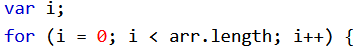 var i;
for (i = 0; i < arr.length; i++) {